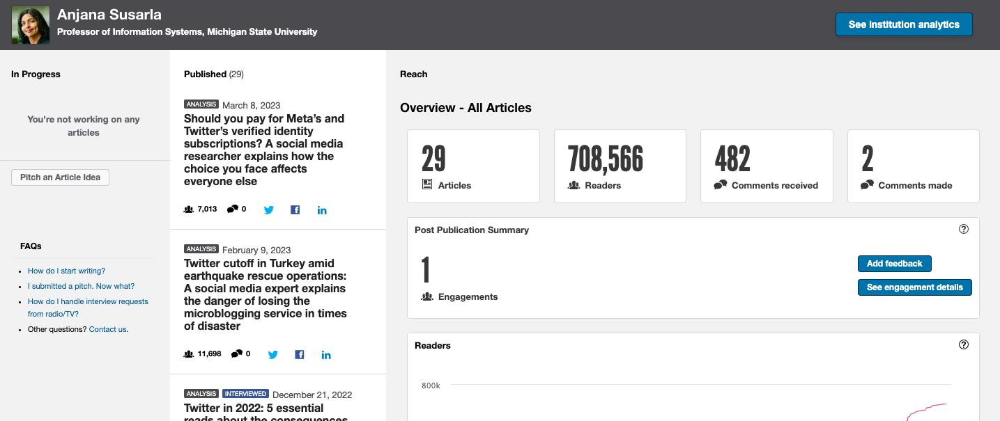 Anjana Susarla
Professor of Information Systems, Michigan State University
See institution analytics
In Progress
You're not working on any
articles
Pitch an Article Idea
FAQs
How do I start writing?
I submitted a pitch. Now what?
How do I handle interview requests
from radio/TV?
Other questions? Contact us.
Published (29)
ANALYSIS March 8, 2023
Should you pay for Meta's and
Twitter's verified identity
subscriptions? A social media
researcher explains how the
choice you face affects
everyone else
7,013 0
ANALYSIS February 9, 2023
Twitter cutoff in Turkey amid
earthquake rescue operations:
A social media expert explains
the danger of losing the
microblogging service in times
of disaster
11,698 0
ANALYSIS INTERVIEWED December 21, 2022
Twitter in 2022: 5 essential
reads about the consequences
Reach
Overview - All Articles
29
Articles
708,566
Readers
482
Comments received
2
Comments made
Post Publication Summary
1
Engagements
Add feedback
See engagement details
Readers
800k